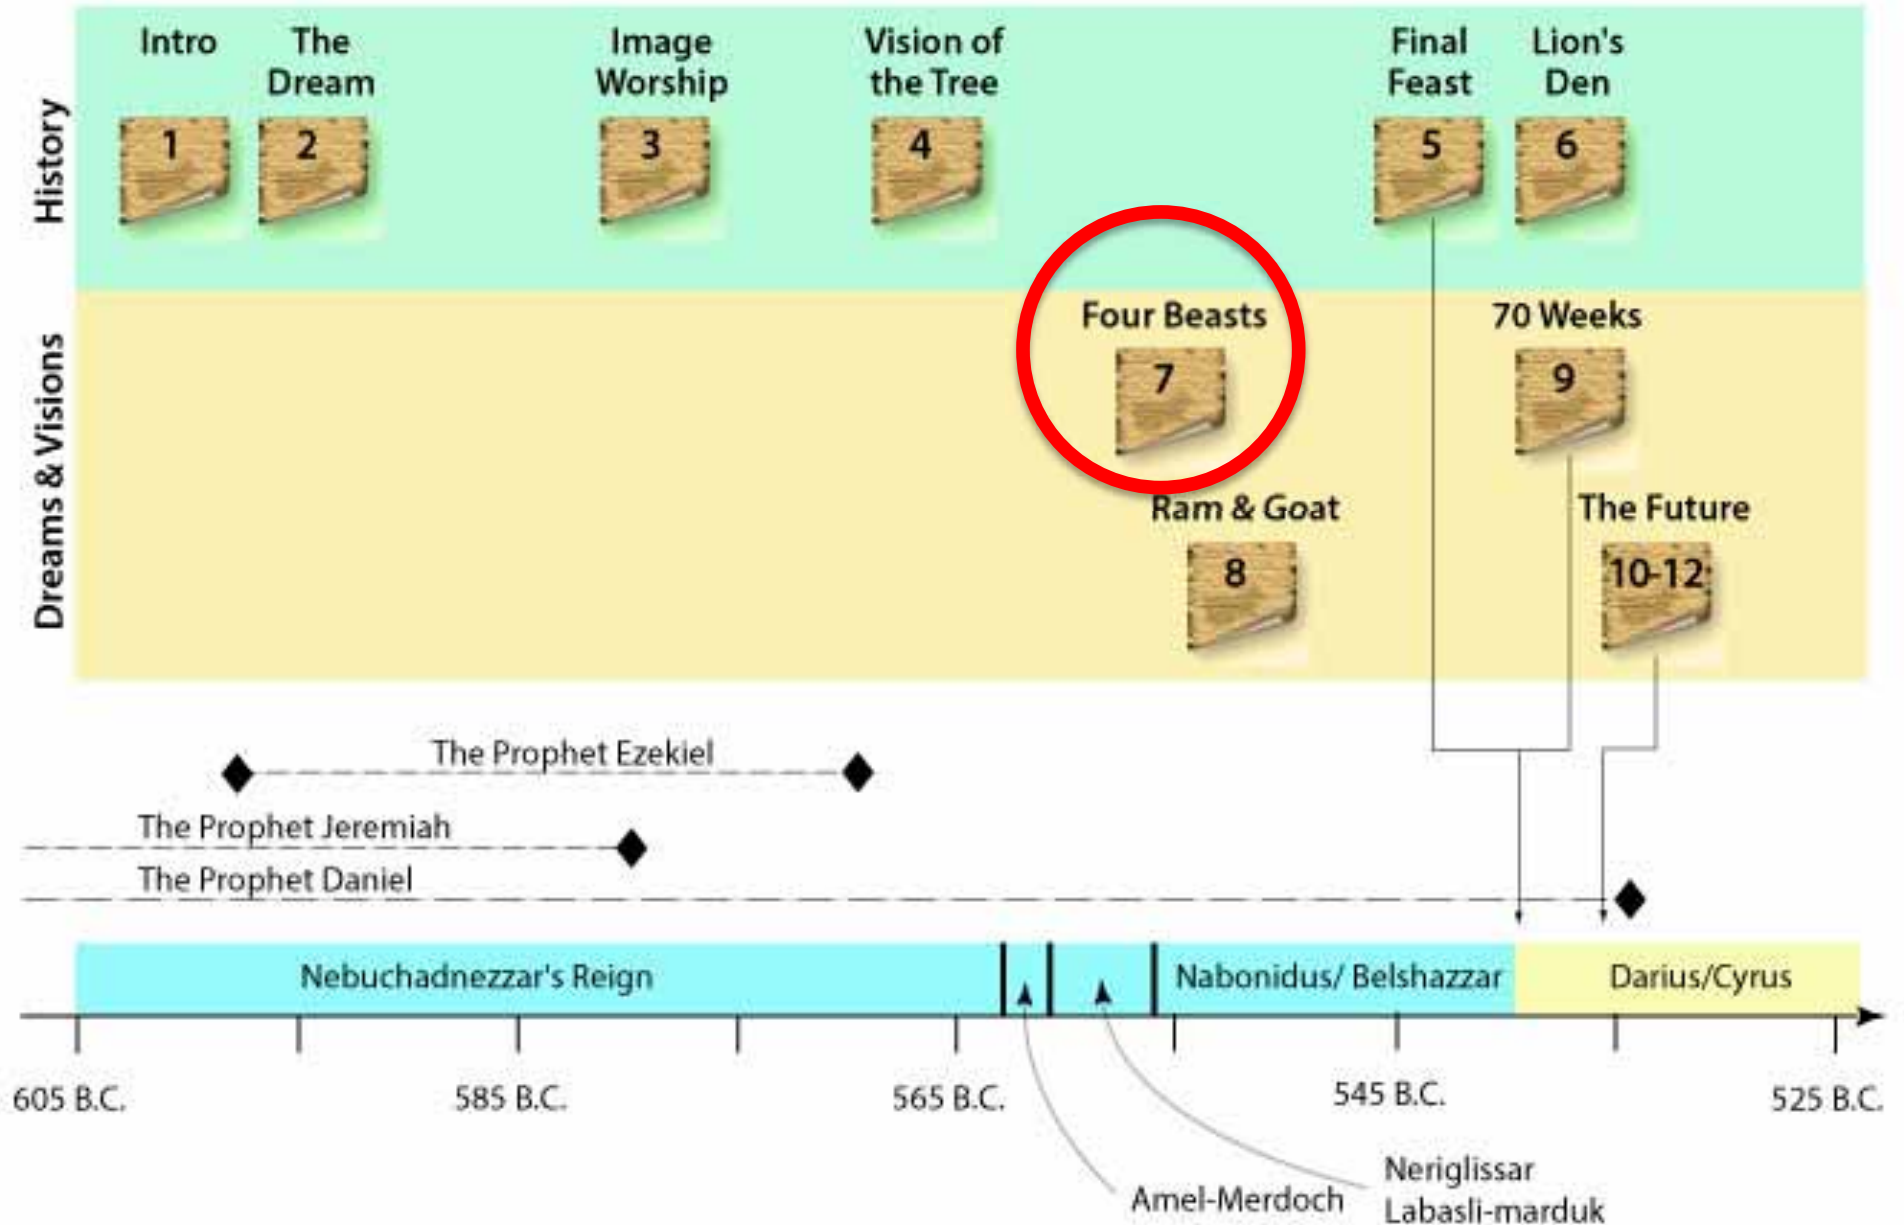 History
Intro
The
Dream
Image
Worship
Vision of
the Tree
Final
Feast
Lion's
Den
1
2
3
4
5
6
Dreams & Visions
Four Beasts
70 Weeks
7
9
Ram & Goat
The Future
8
10-12
The Prophet Ezekiel
The Prophet Jeremiah
The Prophet Daniel
Nebuchadnezzar's Reign
Nabonidus/ Belshazzar
Darius/Cyrus
605 B.C.
585 B.C.
565 B.C.
545 B.C.
525 B.C.
Amel-Merdoch
Neriglissar
Labasli-marduk